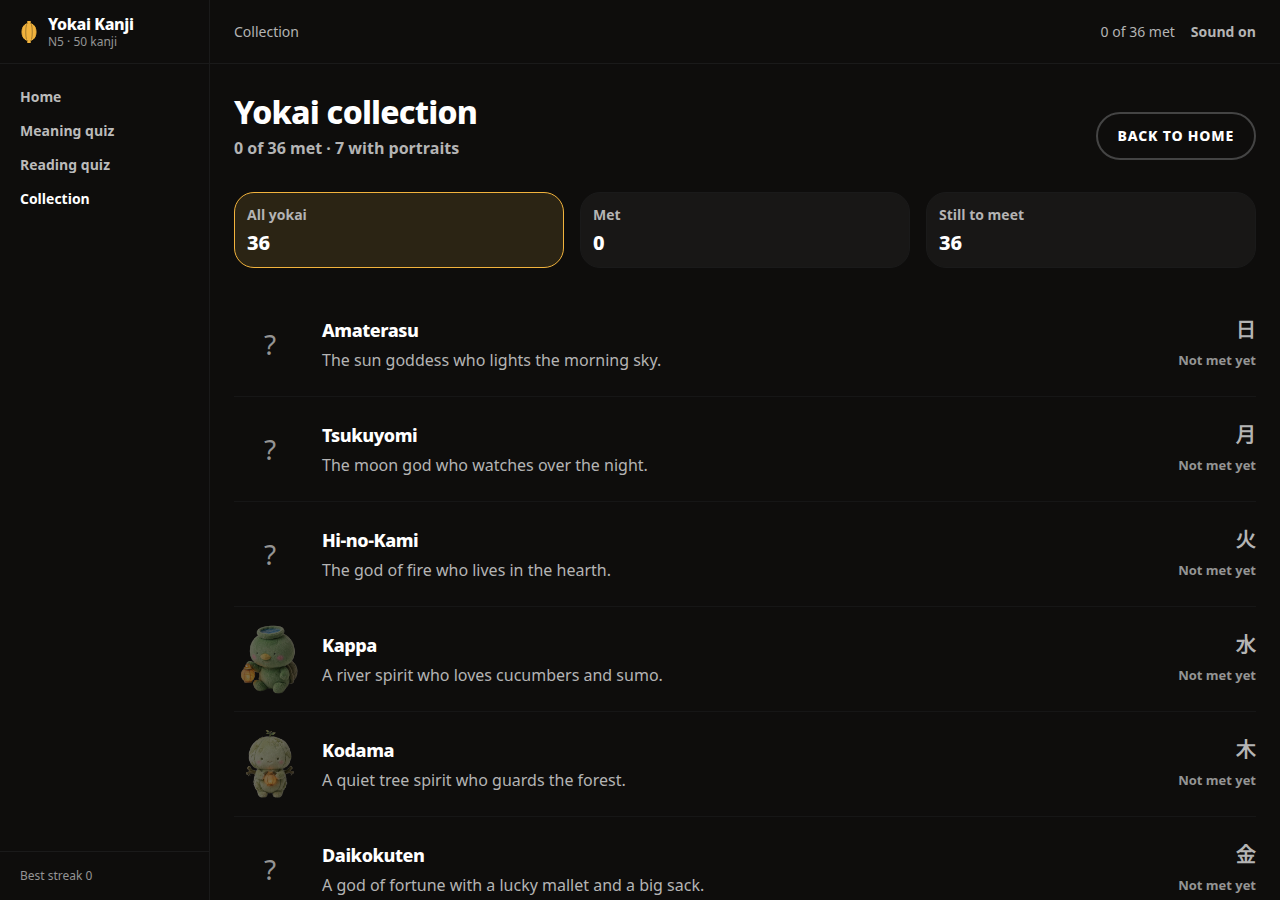 Yokai Kanji
N5 · 50 kanji
Home
Meaning quiz
Reading quiz
Collection
Best streak 0
Collection
0 of 36 met
Sound on
Yokai collection
0 of 36 met · 7 with portraits
BACK TO HOME
All yokai
36
Met
0
Still to meet
36
?
Amaterasu
The sun goddess who lights the morning sky.
日
Not met yet
?
Tsukuyomi
The moon god who watches over the night.
月
Not met yet
?
Hi-no-Kami
The god of fire who lives in the hearth.
火
Not met yet
Kappa
A river spirit who loves cucumbers and sumo.
水
Not met yet
Kodama
A quiet tree spirit who guards the forest.
木
Not met yet
?
Daikokuten
A god of fortune with a lucky mallet and a big sack.
金
Not met yet